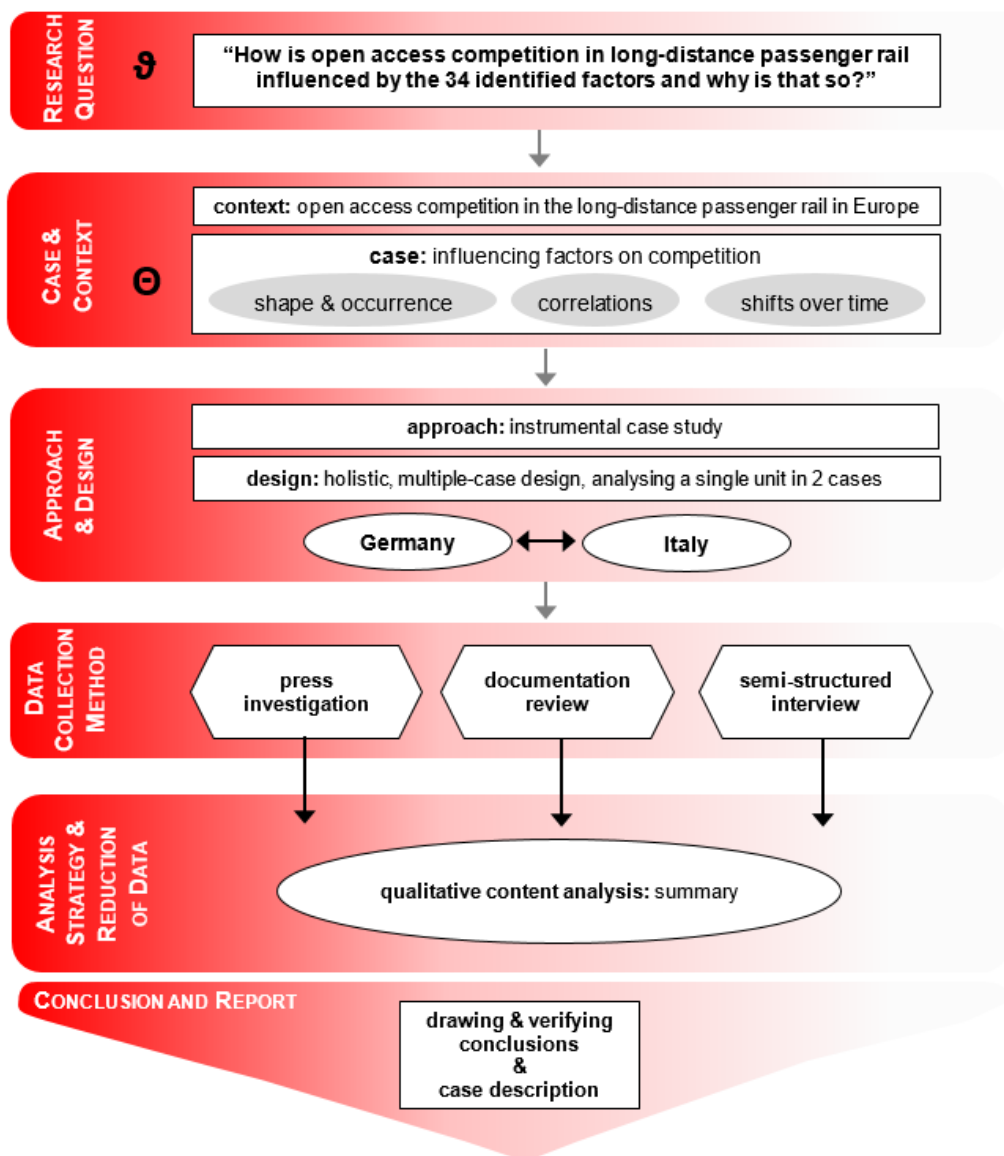 RESEARCH
QUESTION
ϑ
“How is open access competition in long-distance passenger rail
influenced by the 34 identified factors and why is that so?”
CASE &
CONTEXT
Θ
context: open access competition in the long-distance passenger rail in Europe
case: influencing factors on competition
shape & occurrence
correlations
shifts over time
APPROACH
& DESIGN
approach: instrumental case study
design: holistic, multiple-case design, analysing a single unit in 2 cases
Germany
Italy
DATA
COLLECTION
METHOD
press
investigation
documentation
review
semi-structured
interview
ANALYSIS
STRATEGY &
REDUCTION
OF DATA
qualitative content analysis: summary
CONCLUSION AND REPORT
drawing & verifying
conclusions
&
case description